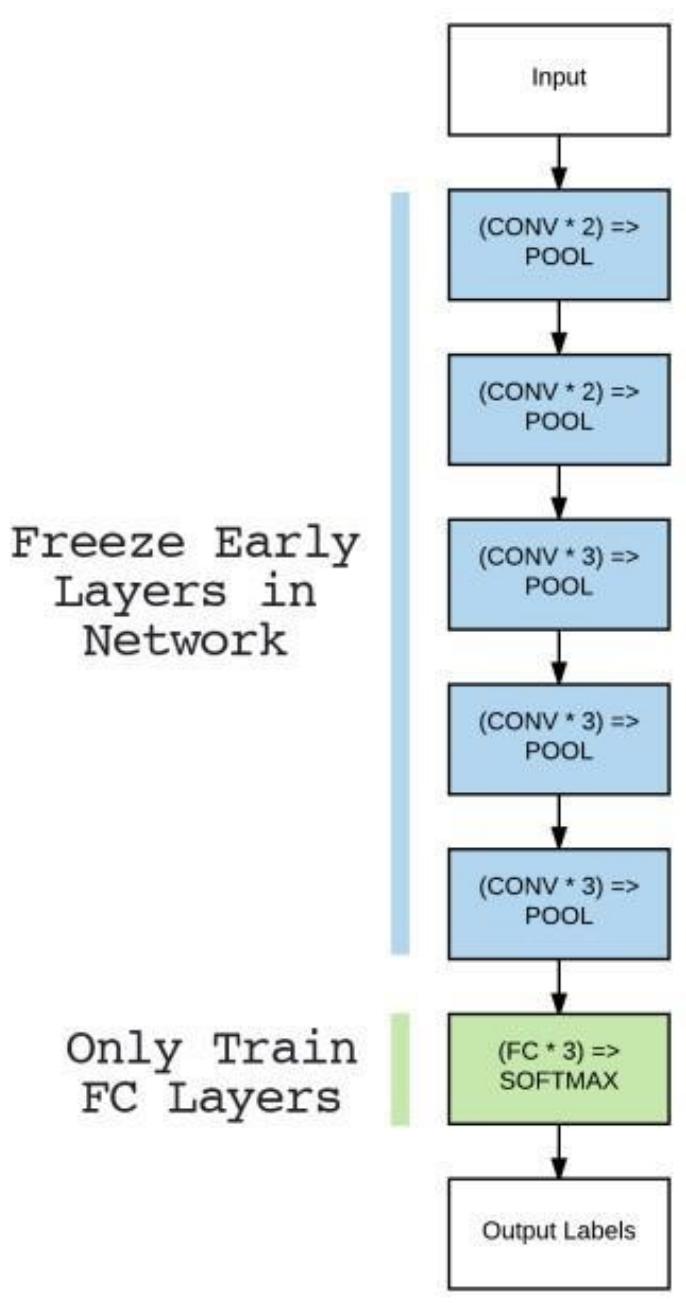 Input
(CONV * 2) =>
POOL
(CONV * 2) =>
POOL
(CONV * 3) =>
POOL
(CONV * 3) =>
POOL
(CONV * 3) =>
POOL
Freeze Early
Layers in
Network
(FC * 3) =>
SOFTMAX
Only Train
FC Layers
Output Labels